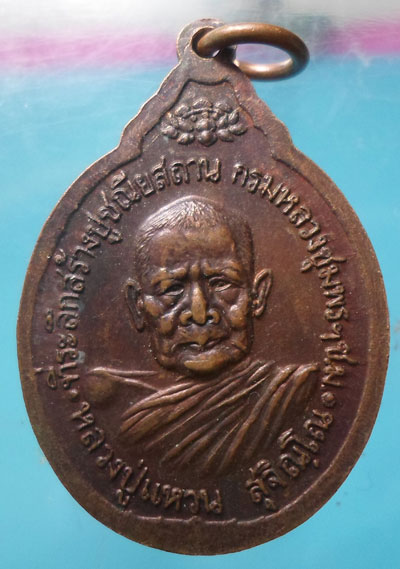 ที่ระลึกสร้างปูชณียสถาน กรมหลวงชุมพรฯ
หลวงปู่แหวน สุจิณฺโณ